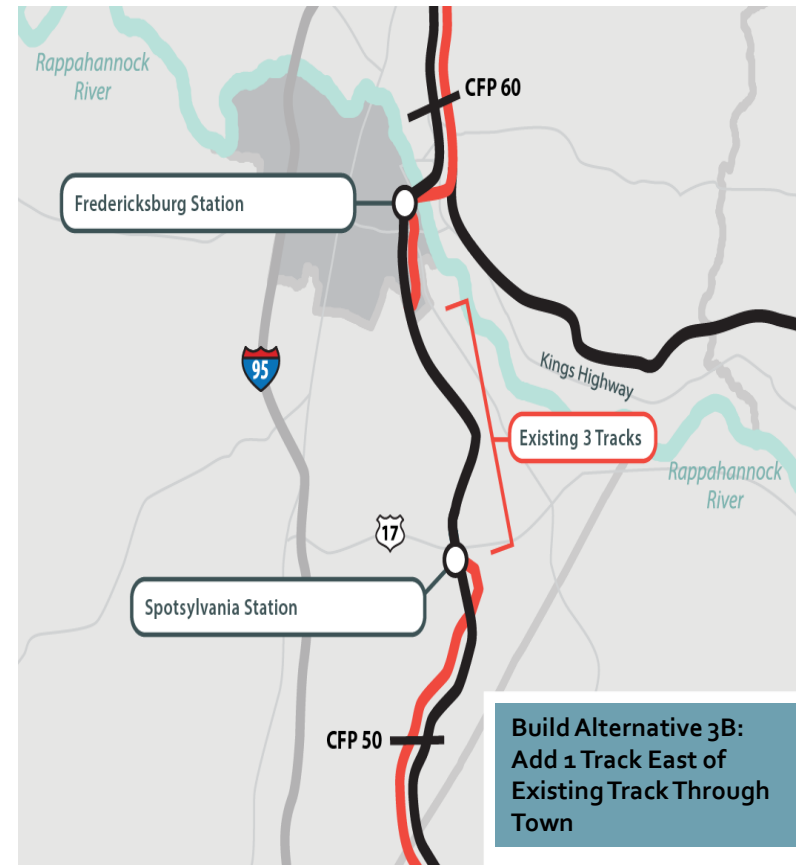 Rappahannock
River
CFP 60
Fredericksburg Station
95
Kings Highway
Existing 3 Tracks
Rappahannock
River
17
Spotsylvania Station
CFP 50
Build Alternative 3B:
Add 1 Track East of
Existing Track Through
Town